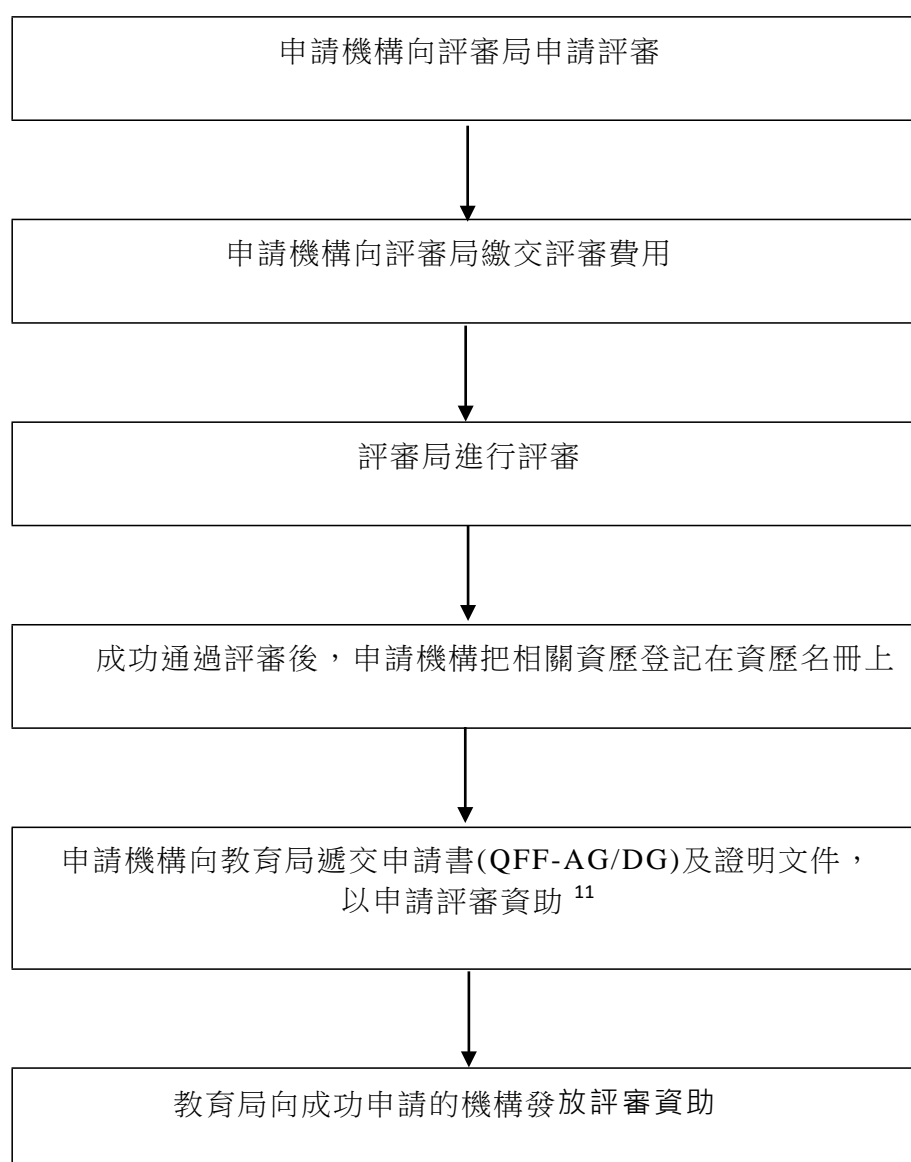 申請機構向評審局申請評審
申請機構向評審局繳交評審費用
評審局進行評審
成功通過評審後，申請機構把相關資歷登記在資歷名冊上
申請機構向教育局遞交申請書(QFF-AG/DG)及證明文件，
以申請評審資助 11
教育局向成功申請的機構發放評審資助